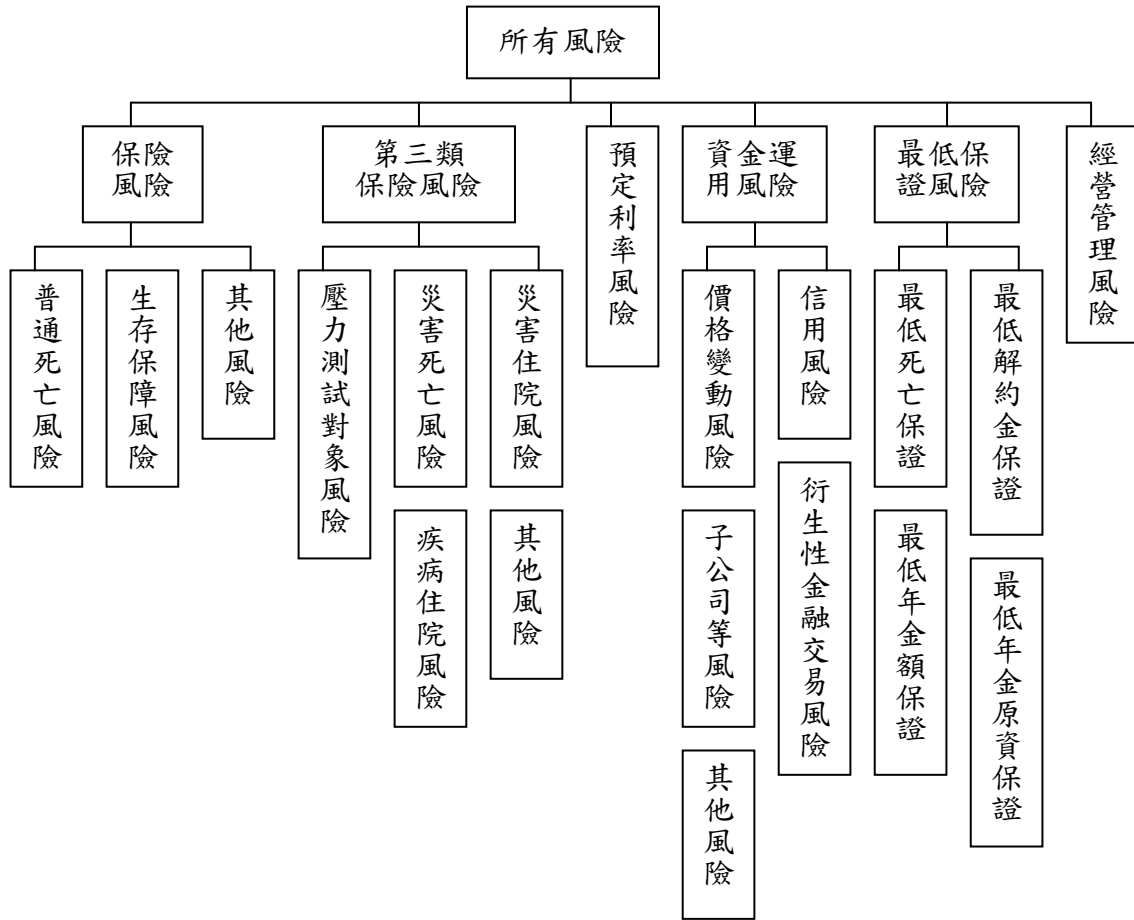 所有風險
保險
風險
第三類
保險風險
預定利率風險
資金運
用風險
最低保
證風險
經營管理風險
普通死亡風險
生存保障風險
其他風險
壓力測試對象風險
災害死亡風險
災害住院風險
疾病住院風險
其他風險
價格變動風險
信用風險
子公司等風險
衍生性金融交易風險
其他風險
最低死亡保證
最低解約金保證
最低年金額保證
最低年金原資保證